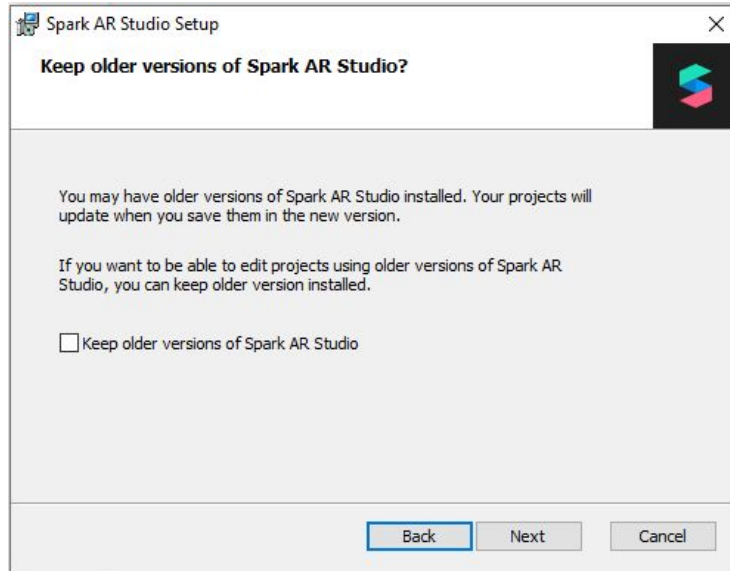 Spark AR Studio Setup
Keep older versions of Spark AR Studio?
You may have older versions of Spark AR Studio installed. Your projects will
update when you save them in the new version.
If you want to be able to edit projects using older versions of Spark AR
Studio, you can keep older version installed.
Keep older versions of Spark AR Studio
Back
Next
Cancel